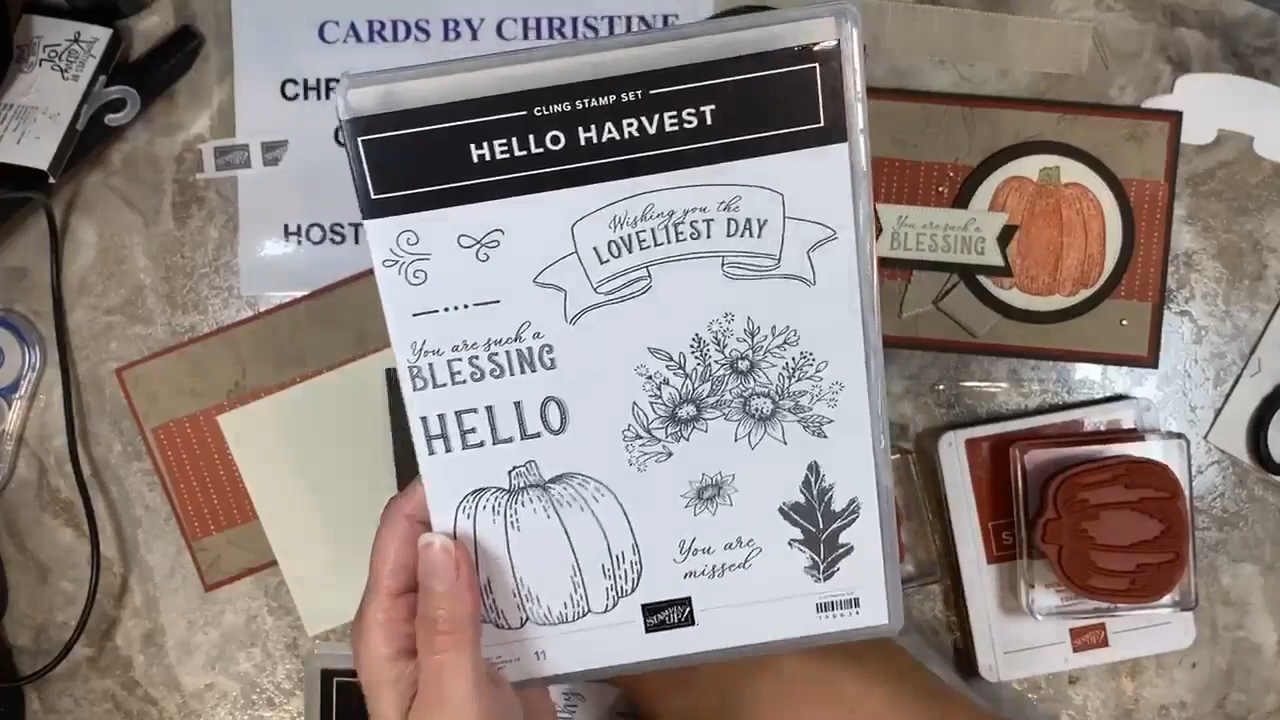 CARDS BY CHRISTINE
CHR
HOST
CLING STAMP SET
HELLO HARVEST
Wishing you the
LOVELIEST DAY
You are such a
BLESSING
HELLO
You are
missed
STAMPIN' UP!
11
You are such a
BLESSING